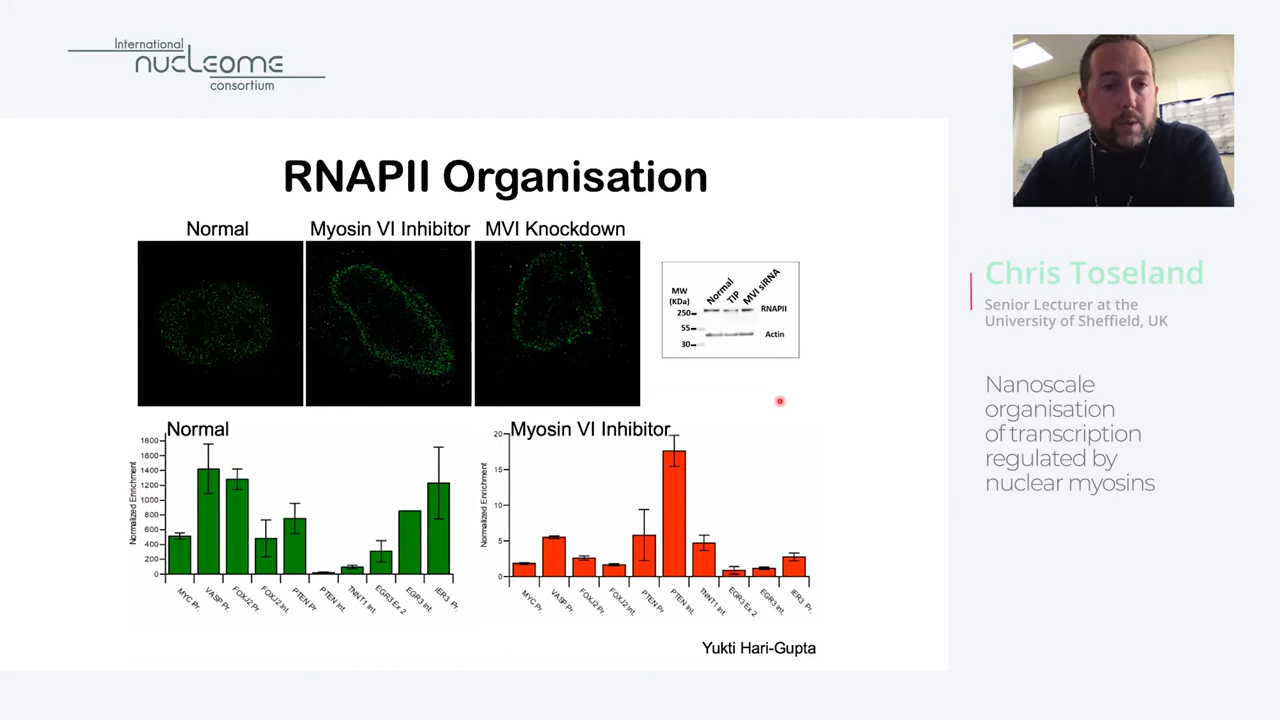 International
nucleome
consortium
RNAPII Organisation
Normal
Myosin VI Inhibitor
MVI Knockdown
MW
(KDa)
Normal
TIP
MVI siRNA
250
RNAPII
55
Actin
30
Normal
Normalized Enrichment
1800
1600
1400
1200
1000
800
600
400
200
0
MYC Pr.
VASP Pr.
FOXJ2 Pr.
FOXJ2 Int.
PTEN Pr.
PTEN Int.
TNNT1 Int.
EGR3 Ex 2
EGR3 Int.
IER3 Pr.
Myosin VI Inhibitor
Normalized Enrichment
20
15
10
5
0
MYC Pr.
VASP Pr.
FOXJ2 Pr.
FOXJ2 Int.
PTEN Pr.
PTEN Int.
TNNT1 Int.
EGR3 Ex 2
EGR3 Int.
IER3 Pr.
Yukti Hari-Gupta
Chris Toseland
Senior Lecturer at the
University of Sheffield, UK
Nanoscale
organisation
of transcription
regulated by
nuclear myosins